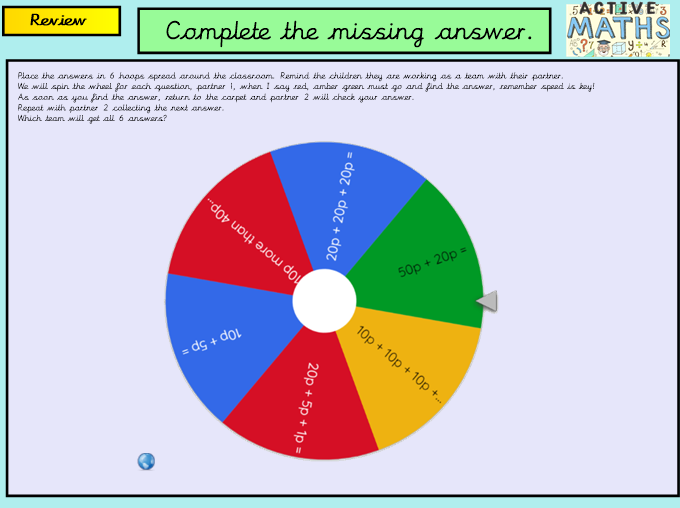 Review
Complete the missing answer.
ACTIVE
MATHS
Place the answers in 6 hoops spread around the classroom. Remind the children they are working as a team with their partner.
We will spin the wheel for each question, partner 1, when I say red, amber green must go and find the answer, remember speed is key!
As soon as you find the answer, return to the carpet and partner 2 will check your answer.
Repeat with partner 2 collecting the next answer.
Which team will get all 6 answers?
20p + 20p + 20p =
50p + 20p =
10p + 10p + 10p +...
20p + 5p + 1p =
10p + 5p =
10p more than 40p...